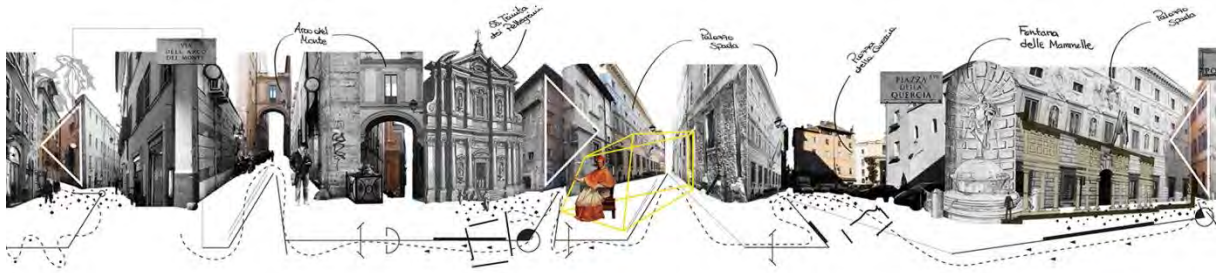 VIA
DELL'ARCO
DEL MONTE
Arco del
Monte
SS. Trinità
dei Pellegrini
Palazzo
Spada
Piazza
della Quercia
PIAZZA
DELLA
QUERCIA
Fontana
delle Mammelle
Palazzo
Spada